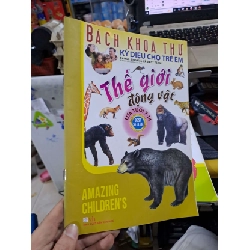 BÁCH KHOA THƯ
KỲ DIỆU CHO TRẺ EM
Thế giới
động vật
AMAZING
CHILDREN'S